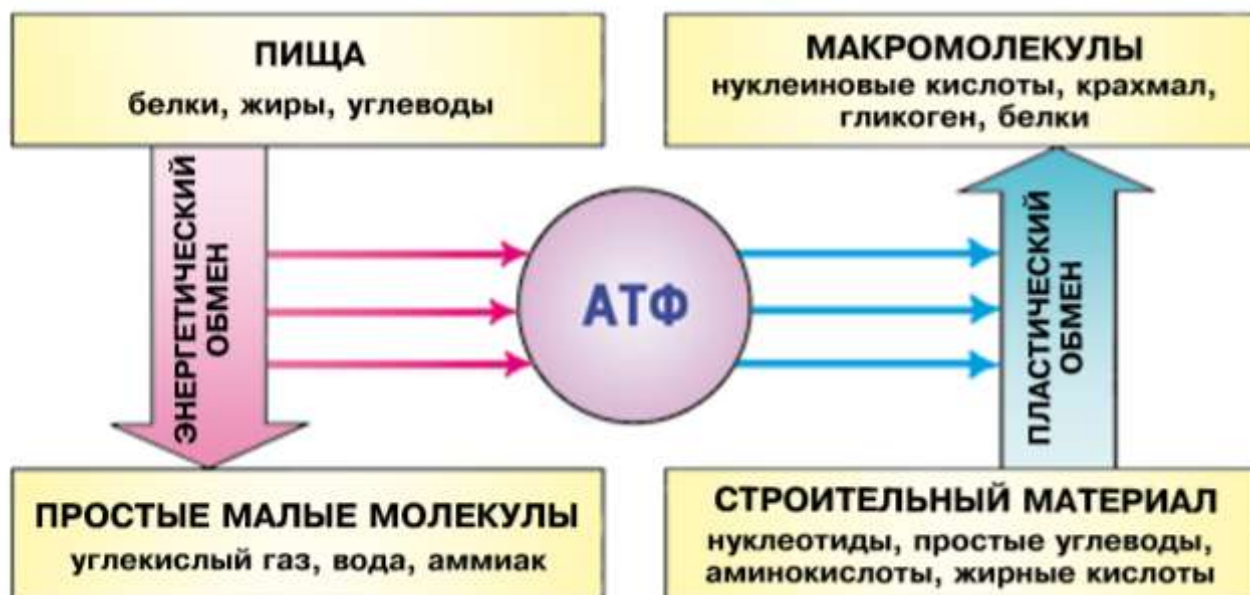 ПИЩА
белки, жиры, углеводы
МАКРОМОЛЕКУЛЫ
нуклеиновые кислоты, крахмал,
гликоген, белки
ЭНЕРГЕТИЧЕСКИЙ
ОБМЕН
АТФ
ПЛАСТИЧЕСКИЙ
ОБМЕН
ПРОСТЫЕ МАЛЫЕ МОЛЕКУЛЫ
углекислый газ, вода, аммиак
СТРОИТЕЛЬНЫЙ МАТЕРИАЛ
нуклеотиды, простые углеводы,
аминокислоты, жирные кислоты